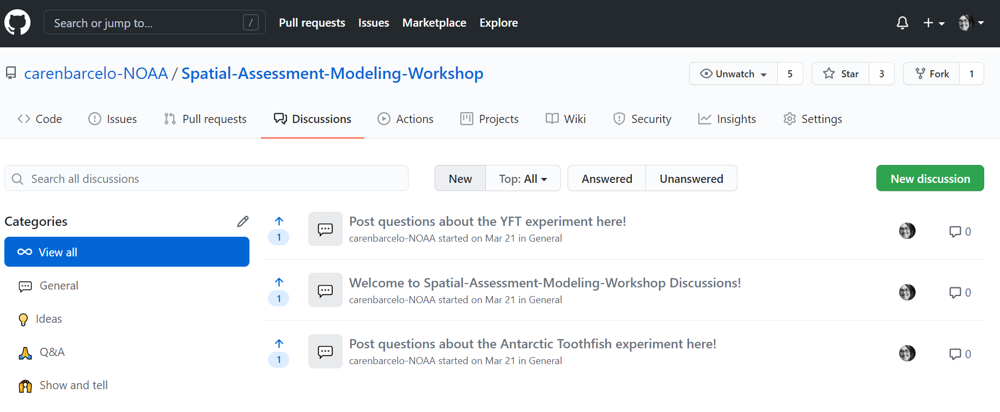 Search or jump to... / Pull requests Issues Marketplace Explore
carenbarcelo-NOAA / Spatial-Assessment-Modeling-Workshop Unwatch 5 Star 3 Fork 1
Code Issues Pull requests Discussions Actions Projects Wiki Security Insights Settings
Search all discussions New Top: All Answered Unanswered New discussion
Categories
View all
General
Ideas
Q&A
Show and tell
1 Post questions about the YFT experiment here! 0
carenbarcelo-NOAA started on Mar 21 in General
1 Welcome to Spatial-Assessment-Modeling-Workshop Discussions! 0
carenbarcelo-NOAA started on Mar 21 in General
1 Post questions about the Antarctic Toothfish experiment here! 0
carenbarcelo-NOAA started on Mar 21 in General